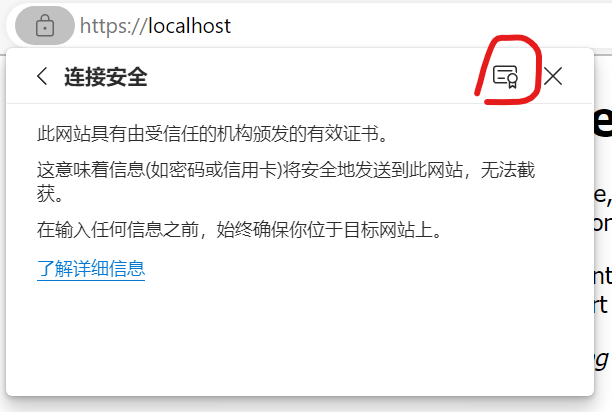 https://localhost
连接安全
此网站具有由受信任的机构颁发的有效证书。
这意味着信息(如密码或信用卡)将安全地发送到此网站，无法截
获。
在输入任何信息之前，始终确保你位于目标网站上。
了解详细信息